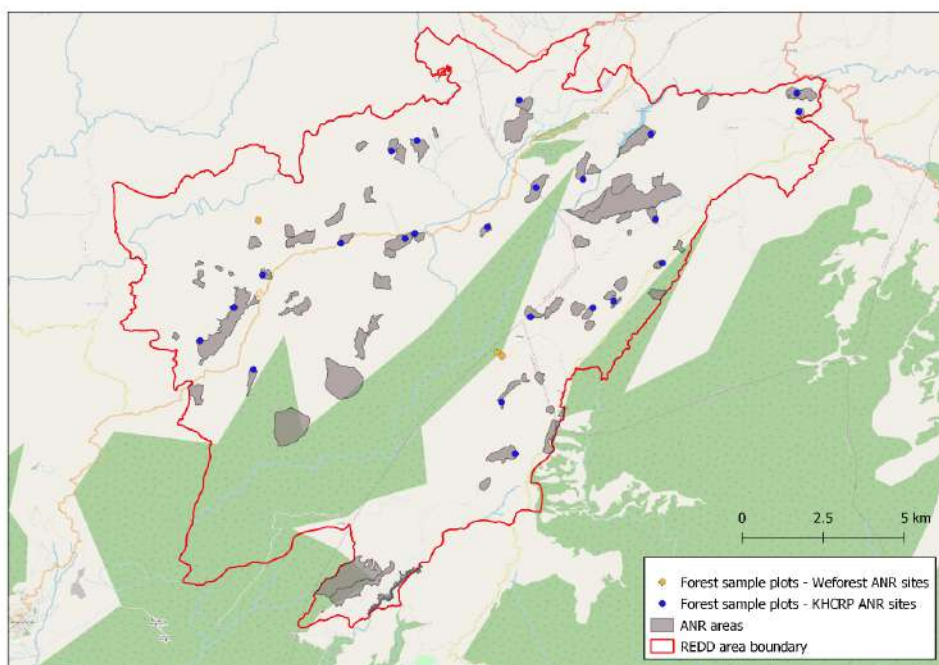 0 2.5 5 km
Forest sample plots - Weforest ANR sites
Forest sample plots - KHCRP ANR sites
ANR areas
REDD area boundary